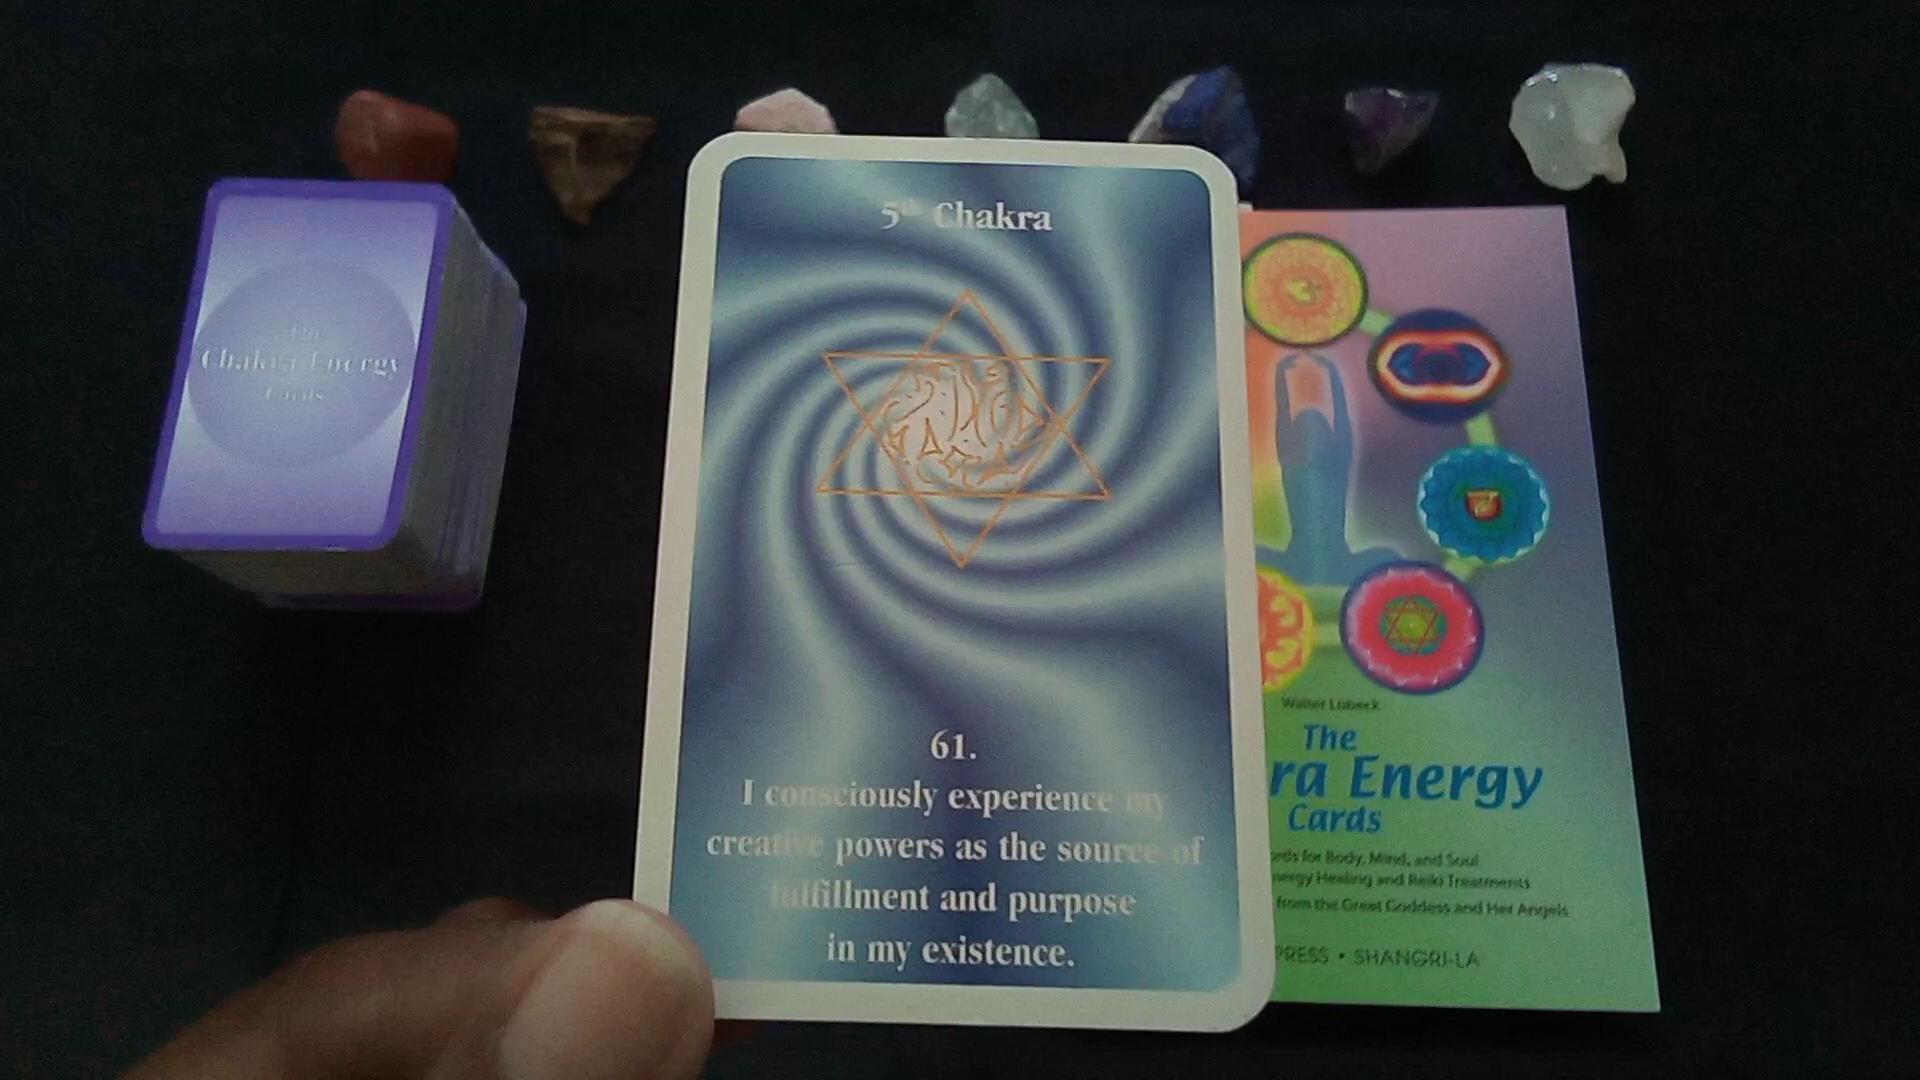 The
Chakra Energy
Cards
5th Chakra
61.
I consciously experience my
creative powers as the source of
fulfillment and purpose
in my existence.
Walter Lübeck
The
ra Energy
Cards
rds for Body, Mind, and Soul
nergy Healing and Reiki Treatments
from the Great Goddess and Her Angels
PRESS • SHANGRI-LA